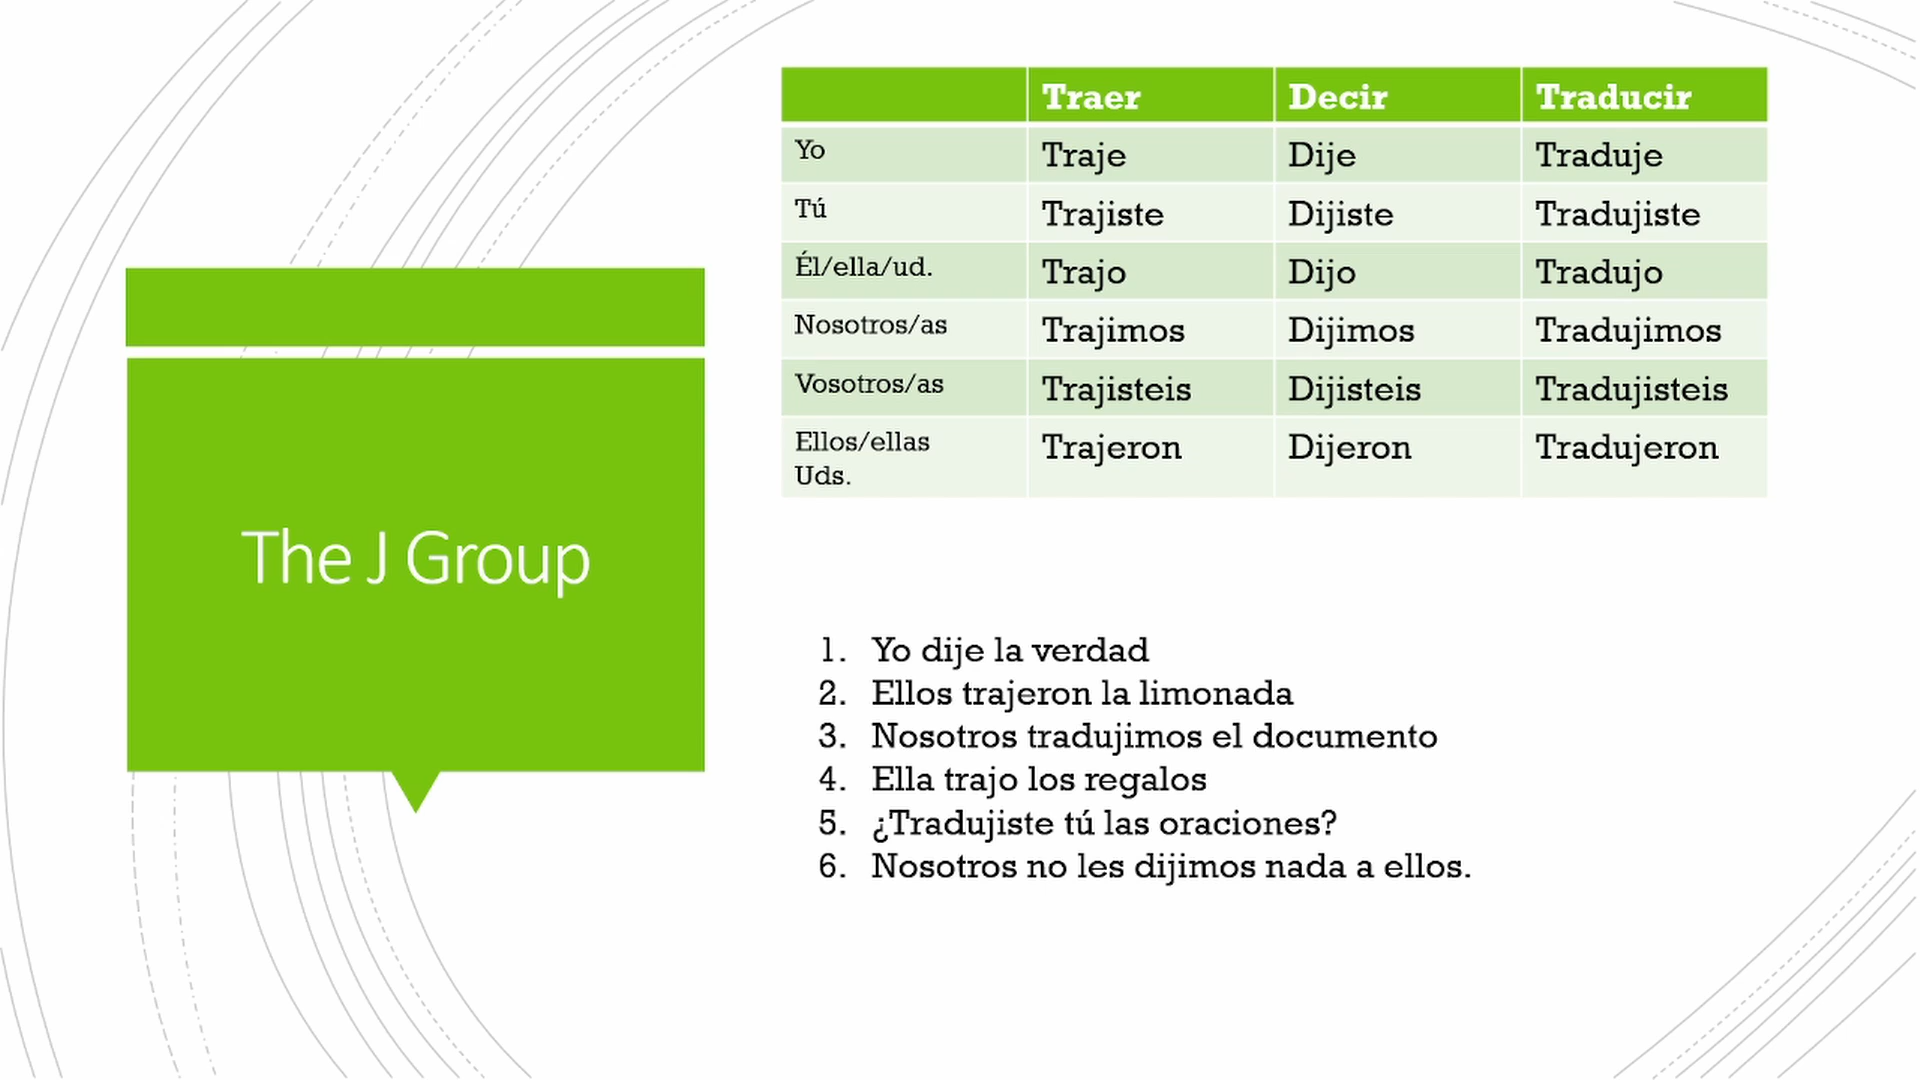 The J Group
Traer Decir Traducir
Yo Traje Dije Traduje
Tú Trajiste Dijiste Tradujiste
Él/ella/ud. Trajo Dijo Tradujo
Nosotros/as Trajimos Dijimos Tradujimos
Vosotros/as Trajisteis Dijisteis Tradujisteis
Ellos/ellas Trajeron Dijeron Tradujeron
Uds.
1. Yo dije la verdad
2. Ellos trajeron la limonada
3. Nosotros tradujimos el documento
4. Ella trajo los regalos
5. ¿Tradujiste tú las oraciones?
6. Nosotros no les dijimos nada a ellos.